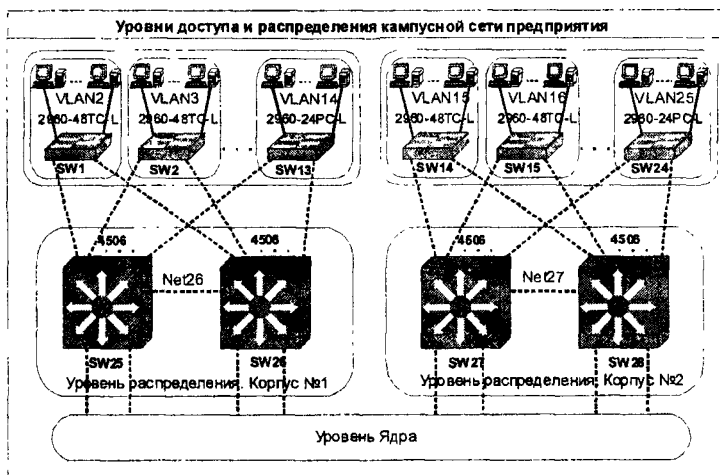 Уровни доступа и распределения кампусной сети предприятия
VLAN2 VLAN3 VLAN14 VLAN15 VLAN16 VLAN25
2960-48TC-L 2960-48TC-L 2960-24PC-L 2960-48TC-L 2960-48TC-L 2960-24PC-L
SW1 SW2 SW13 SW14 SW15 SW24
4506 4506 4506 4506
Net26 Net27
SW25 SW26 SW27 SW28
Уровень распределения. Корпус №1 Уровень распределения. Корпус №2
Уровень Ядра